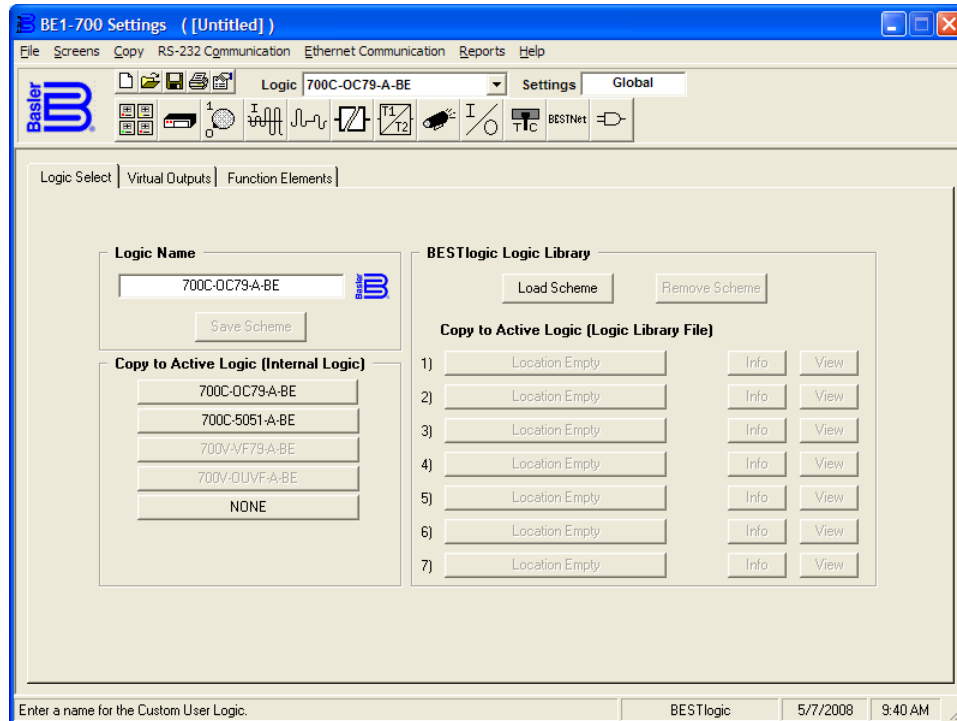 BE1-700 Settings ( [Untitled] )
File Screens Copy RS-232 Communication Ethernet Communication Reports Help
Basler
Logic 700C-OC79-A-BE Settings Global
1 0 I T1 T2 I O T C BESTNet
Logic Select Virtual Outputs Function Elements
Logic Name
700C-OC79-A-BE
Basler
Save Scheme
Copy to Active Logic (Internal Logic)
700C-OC79-A-BE
700C-5051-A-BE
700V-VF79-A-BE
700V-OUVF-A-BE
NONE
BESTlogic Logic Library
Load Scheme Remove Scheme
Copy to Active Logic (Logic Library File)
1) Location Empty Info View
2) Location Empty Info View
3) Location Empty Info View
4) Location Empty Info View
5) Location Empty Info View
6) Location Empty Info View
7) Location Empty Info View
Enter a name for the Custom User Logic. BESTlogic 5/7/2008 9:40 AM